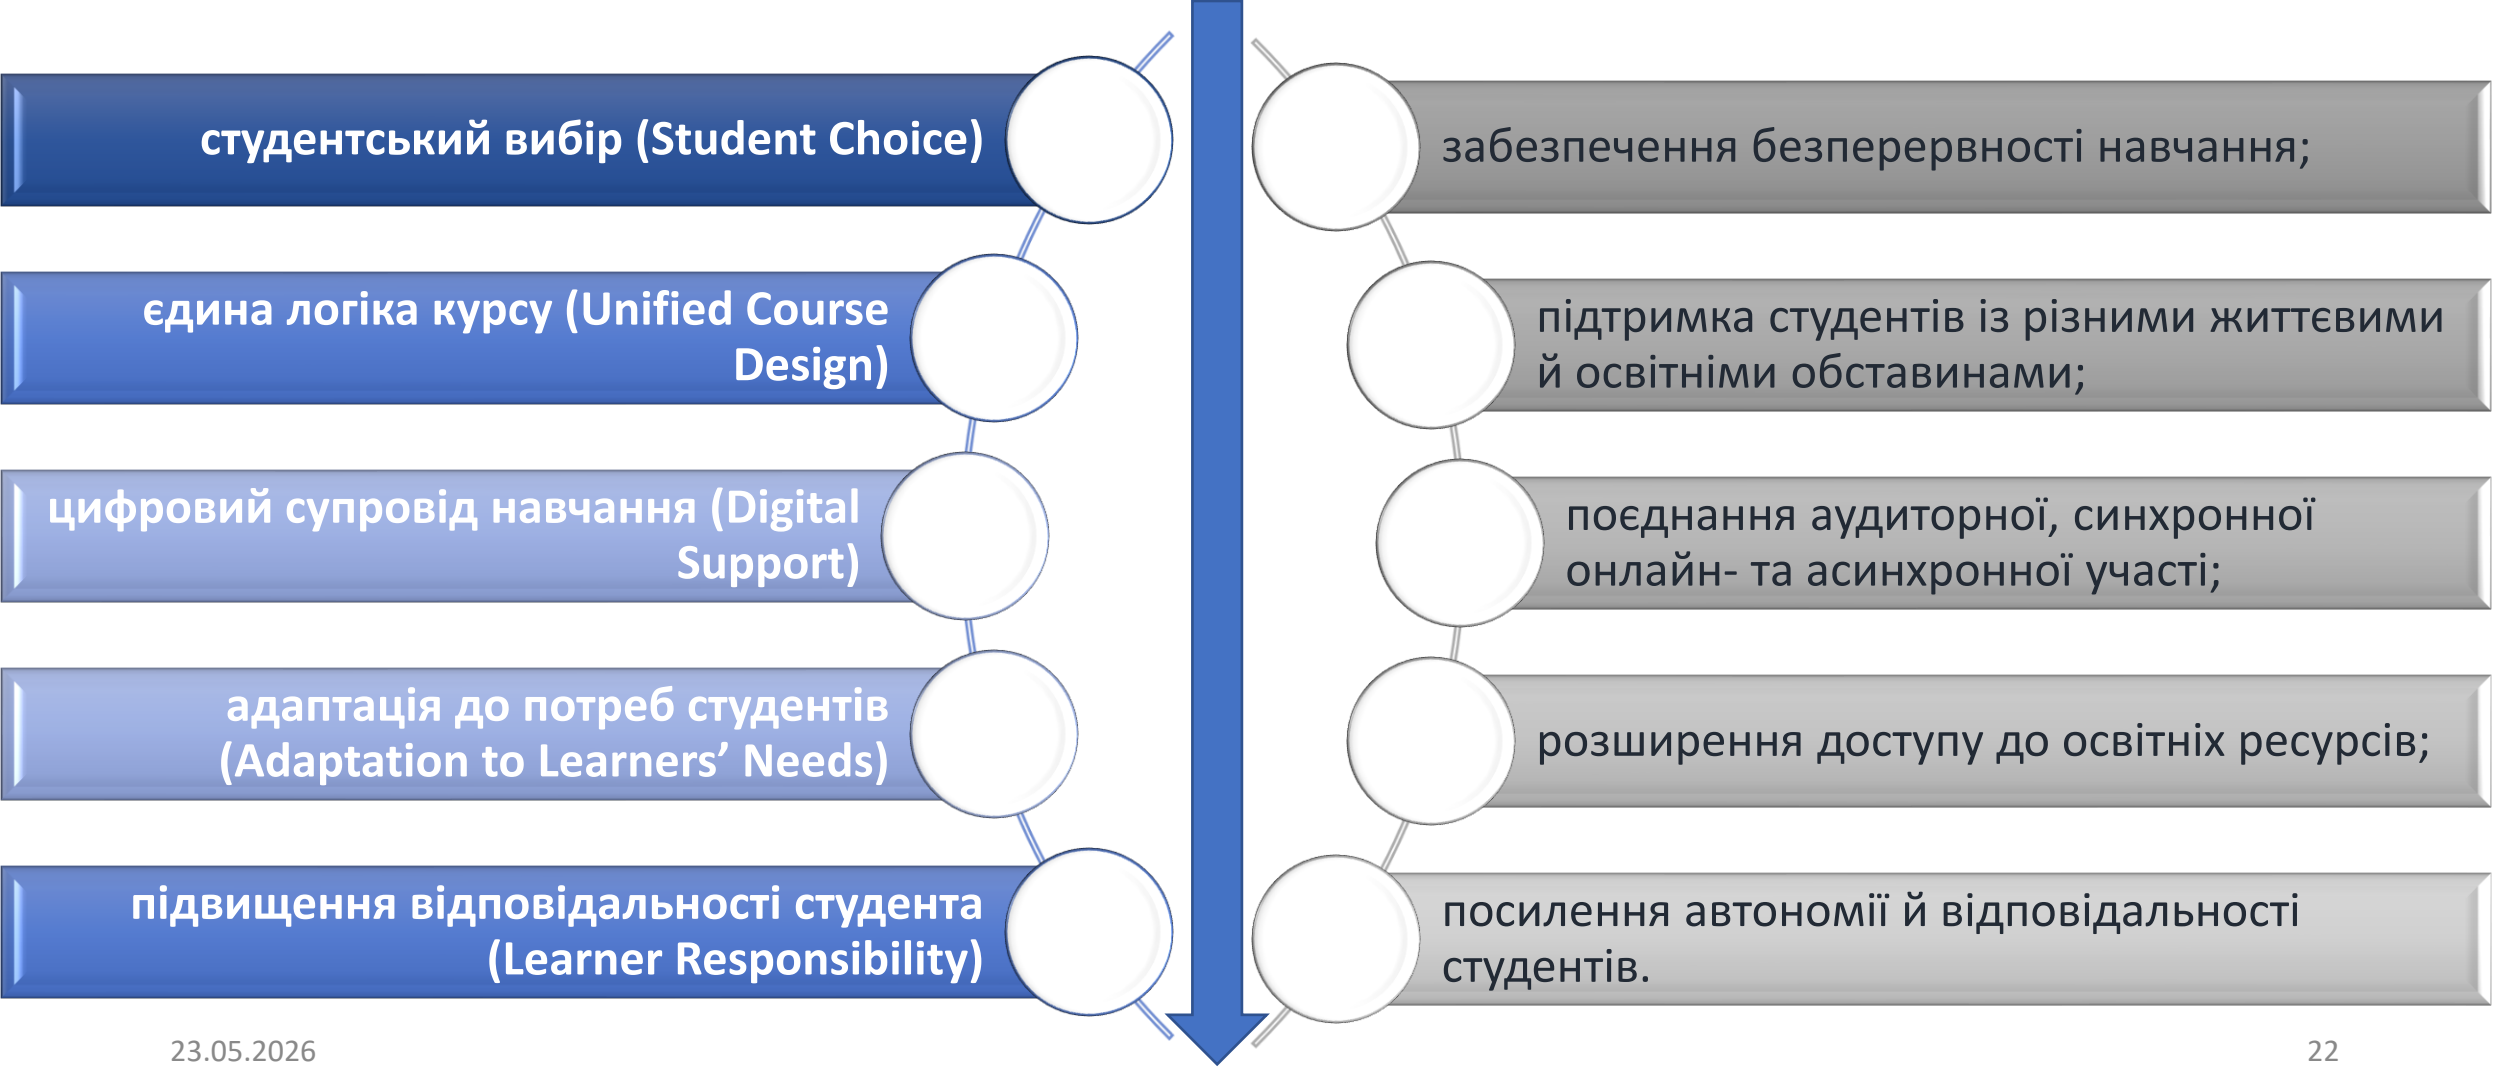 студентський вибір (Student Choice)
єдина логіка курсу (Unified Course
Design)
цифровий супровід навчання (Digital
Support)
адаптація до потреб студентів
(Adaptation to Learners’ Needs)
підвищення відповідальності студента
(Learner Responsibility)
забезпечення безперервності навчання;
підтримка студентів із різними життєвими
й освітніми обставинами;
поєднання аудиторної, синхронної
онлайн- та асинхронної участі;
розширення доступу до освітніх ресурсів;
посилення автономії й відповідальності
студентів.
23.05.2026
22